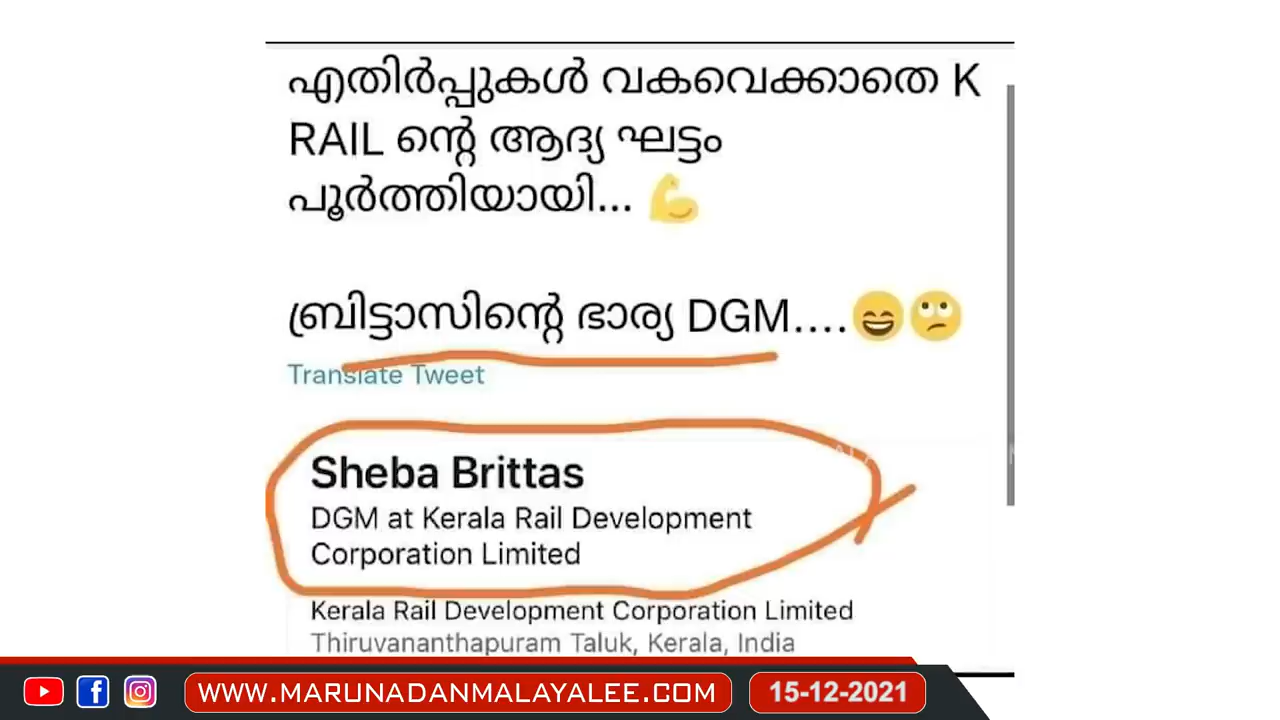 എതിർപ്പുകൾ വകവെക്കാതെ K
RAIL ന്റെ ആദ്യ ഘട്ടം
പൂർത്തിയായി... 💪
ബ്രിട്ടാസിന്റെ ഭാര്യ DGM....😄🙄
Translate Tweet
Sheba Brittas
DGM at Kerala Rail Development
Corporation Limited
Kerala Rail Development Corporation Limited
Thiruvananthapuram Taluk, Kerala, India
WWW.MARUNADANMALAYALEE.COM
15-12-2021